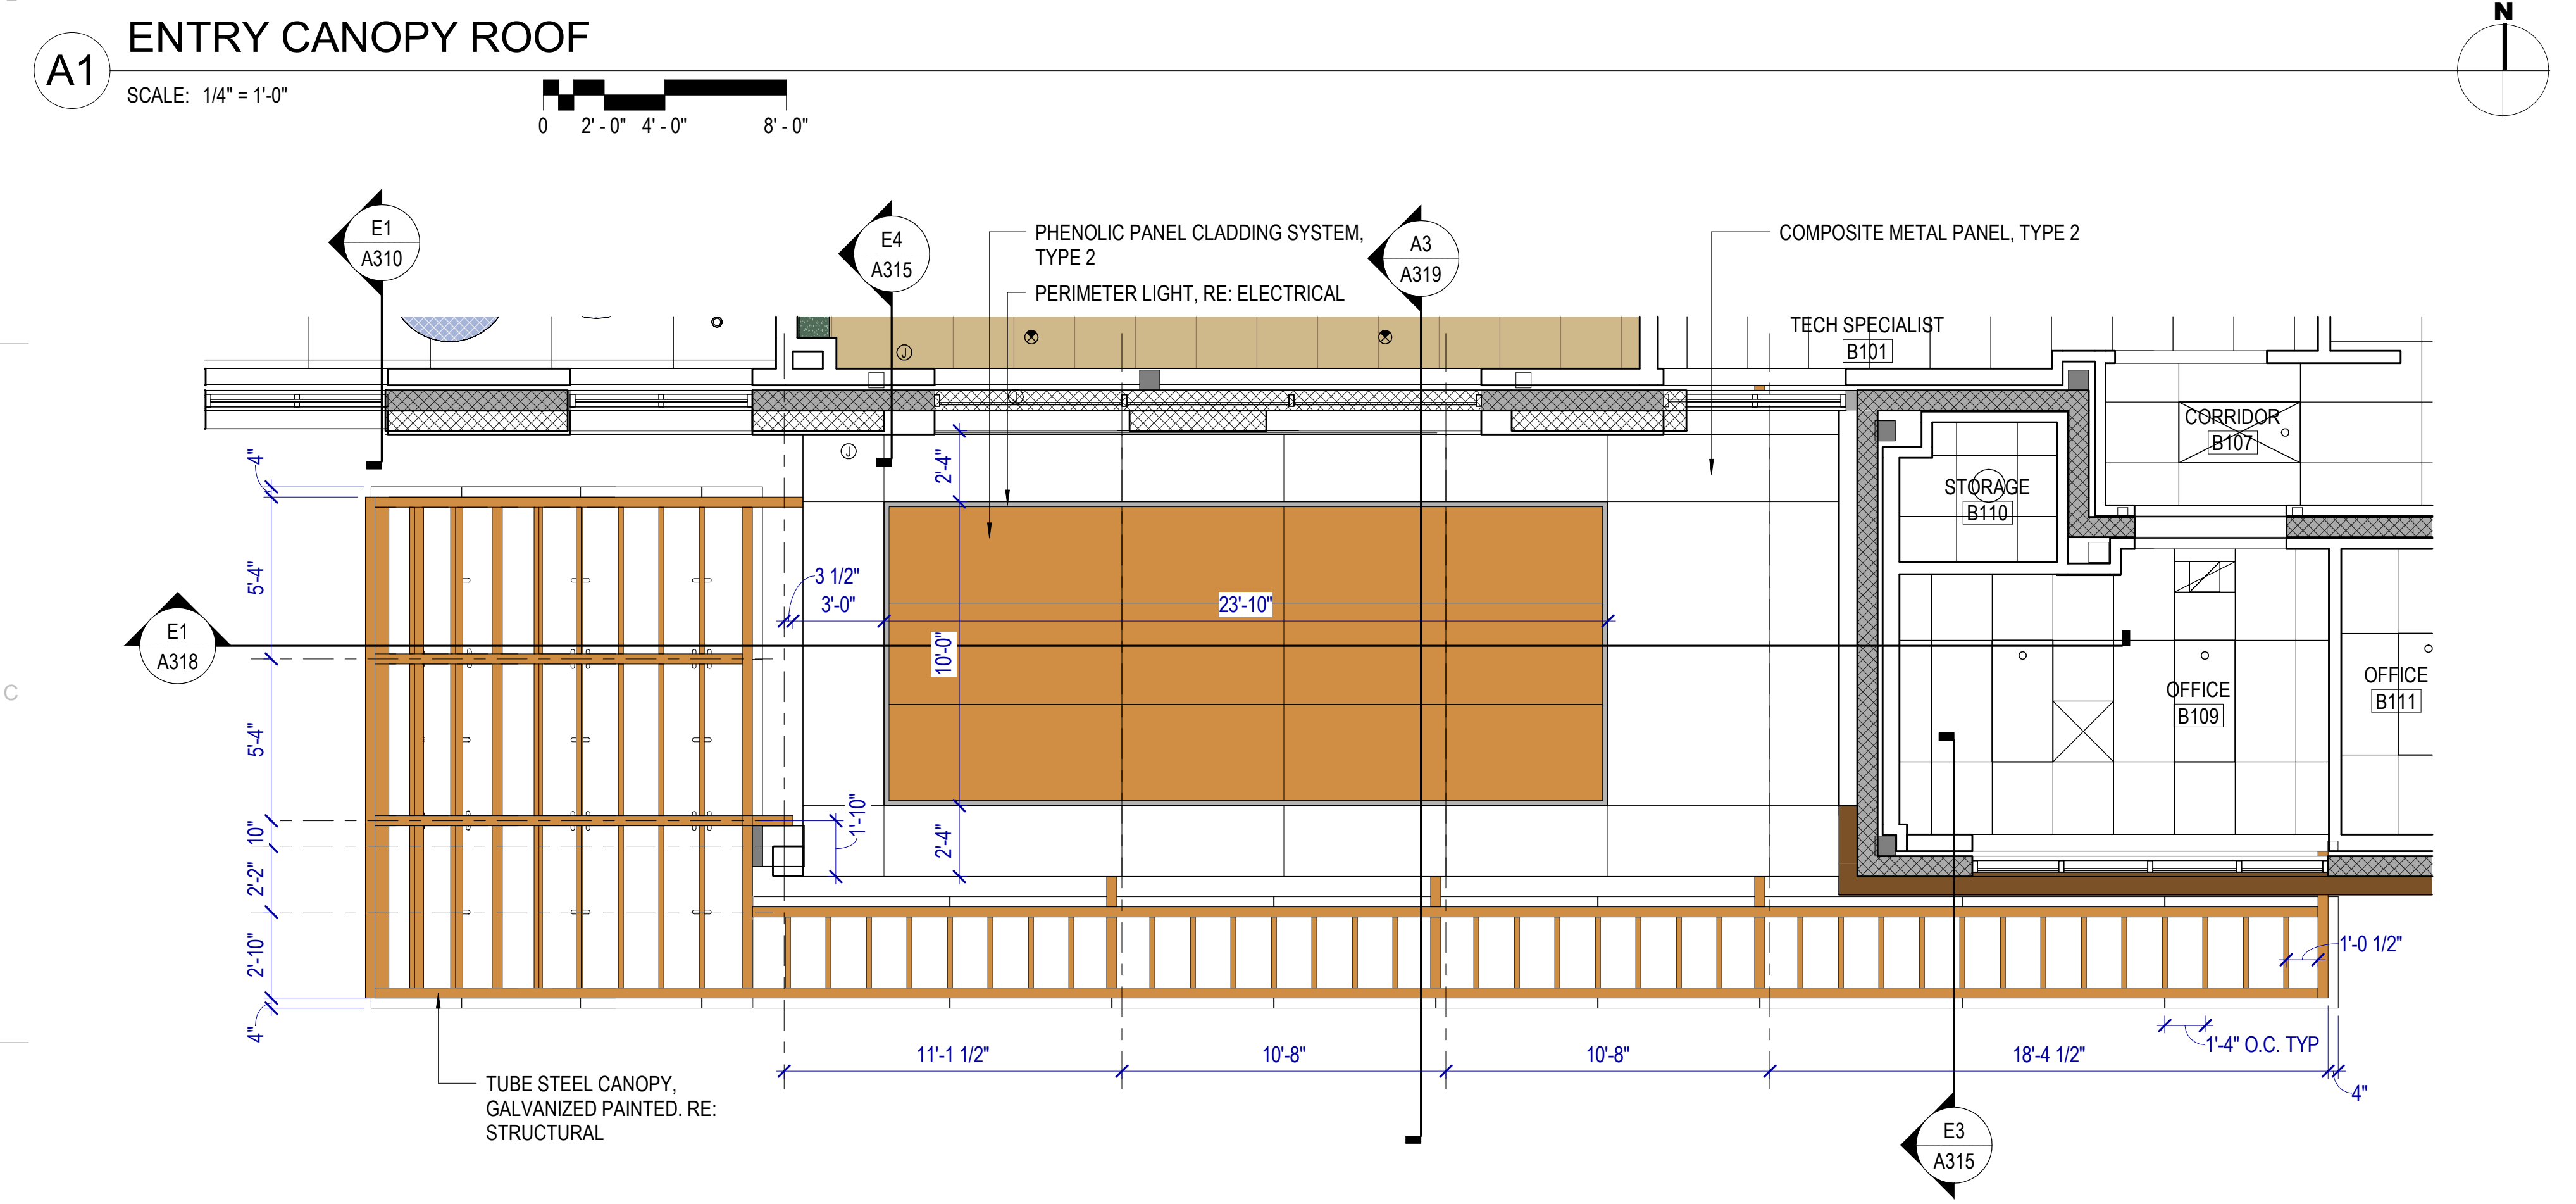 N
ENTRY CANOPY ROOF
A1
SCALE: 1/4" = 1'-0"
0 2' - 0" 4' - 0" 8' - 0"
E1
A310
E4
A315
A3
A319
PHENOLIC PANEL CLADDING SYSTEM,
TYPE 2
PERIMETER LIGHT, RE: ELECTRICAL
COMPOSITE METAL PANEL, TYPE 2
TECH SPECIALIST
B101
J
J
J
CORRIDOR
B107
STORAGE
B110
4"
2'-4"
5'-4"
3 1/2"
3'-0"
23'-10"
10'-0"
E1
A318
OFFICE
B109
OFFICE
B111
C
5'-4"
10"
1'-10"
2'-4"
2'-2"
2'-10"
1'-0 1/2"
4"
11'-1 1/2"
10'-8"
10'-8"
18'-4 1/2"
1'-4" O.C. TYP
4"
TUBE STEEL CANOPY,
GALVANIZED PAINTED. RE:
STRUCTURAL
E3
A315